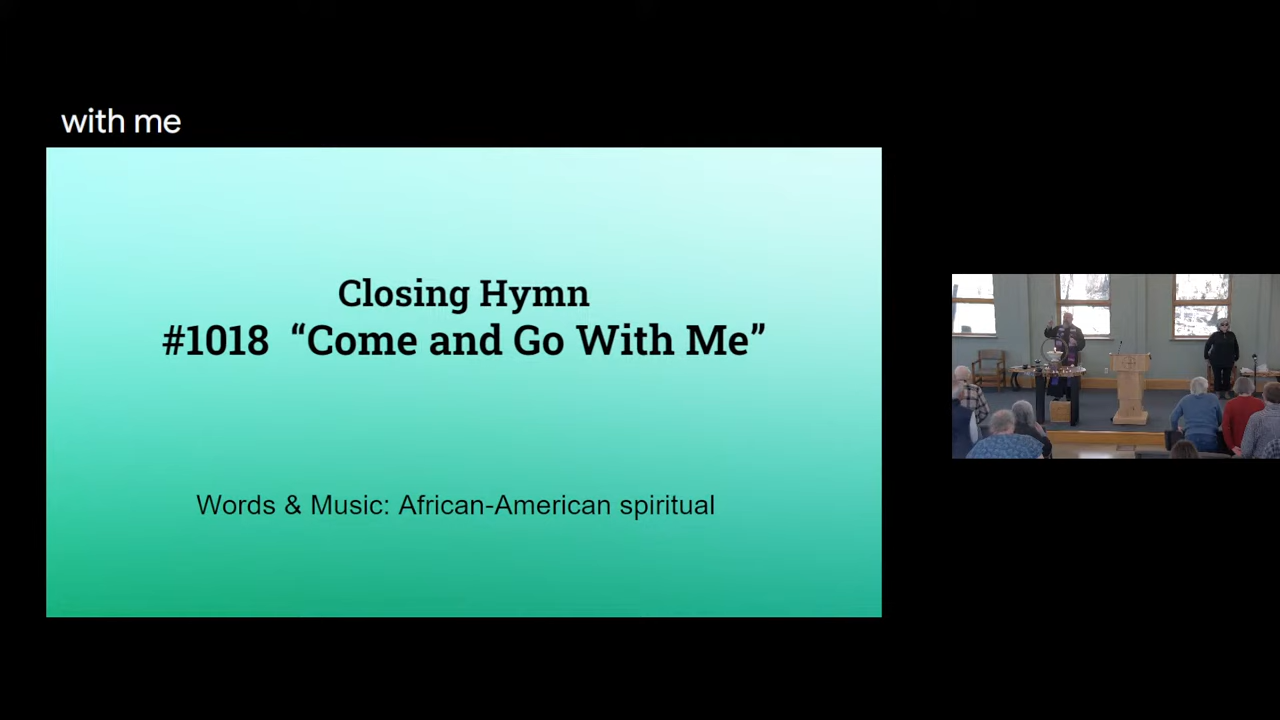 with me
Closing Hymn
#1018 “Come and Go With Me”
Words & Music: African-American spiritual